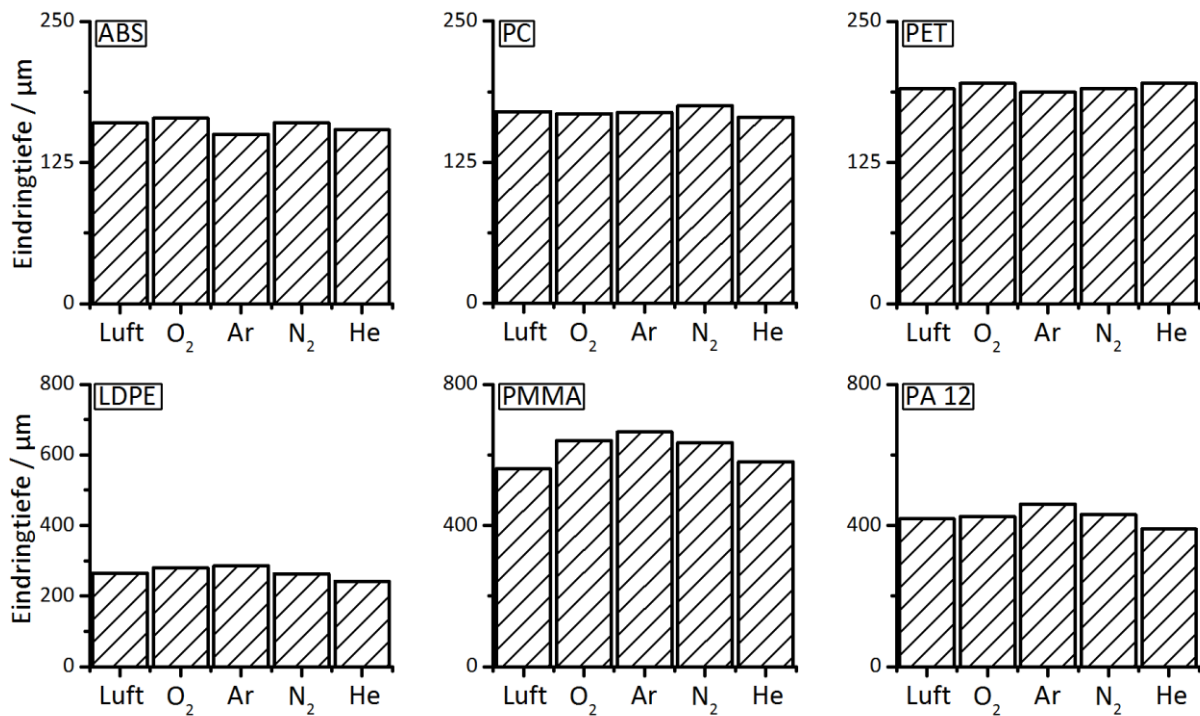 ABS
Eindringtiefe / µm
250
125
0
Luft O₂ Ar N₂ He
PC
250
125
0
Luft O₂ Ar N₂ He
PET
250
125
0
Luft O₂ Ar N₂ He
LDPE
Eindringtiefe / µm
800
600
400
200
0
Luft O₂ Ar N₂ He
PMMA
800
400
0
Luft O₂ Ar N₂ He
PA 12
800
400
0
Luft O₂ Ar N₂ He